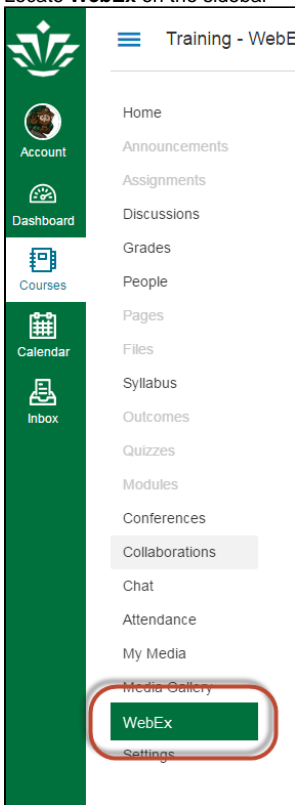 Locate WebEx on the sidebar
Training - WebE
Account
Dashboard
Courses
Calendar
Inbox
Home
Announcements
Assignments
Discussions
Grades
People
Pages
Files
Syllabus
Outcomes
Quizzes
Modules
Conferences
Collaborations
Chat
Attendance
My Media
Media Gallery
WebEx
Settings